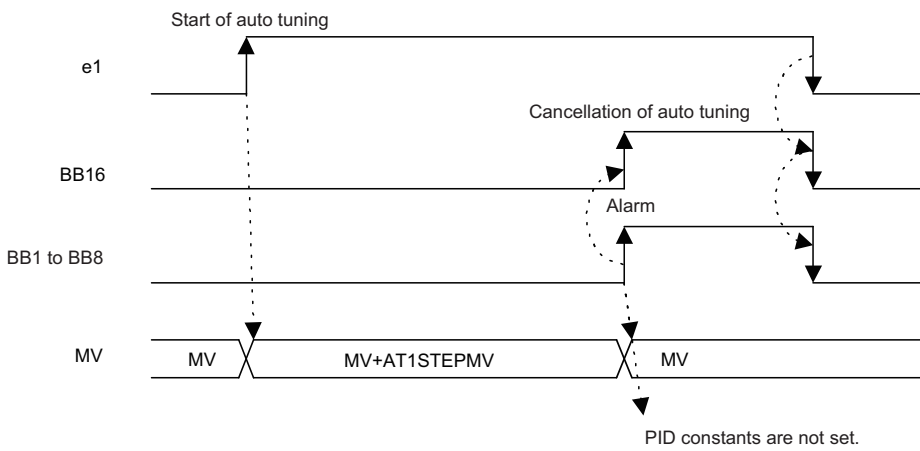 Start of auto tuning
e1
Cancellation of auto tuning
BB16
Alarm
BB1 to BB8
MV
MV
MV+AT1STEPMV
MV
PID constants are not set.